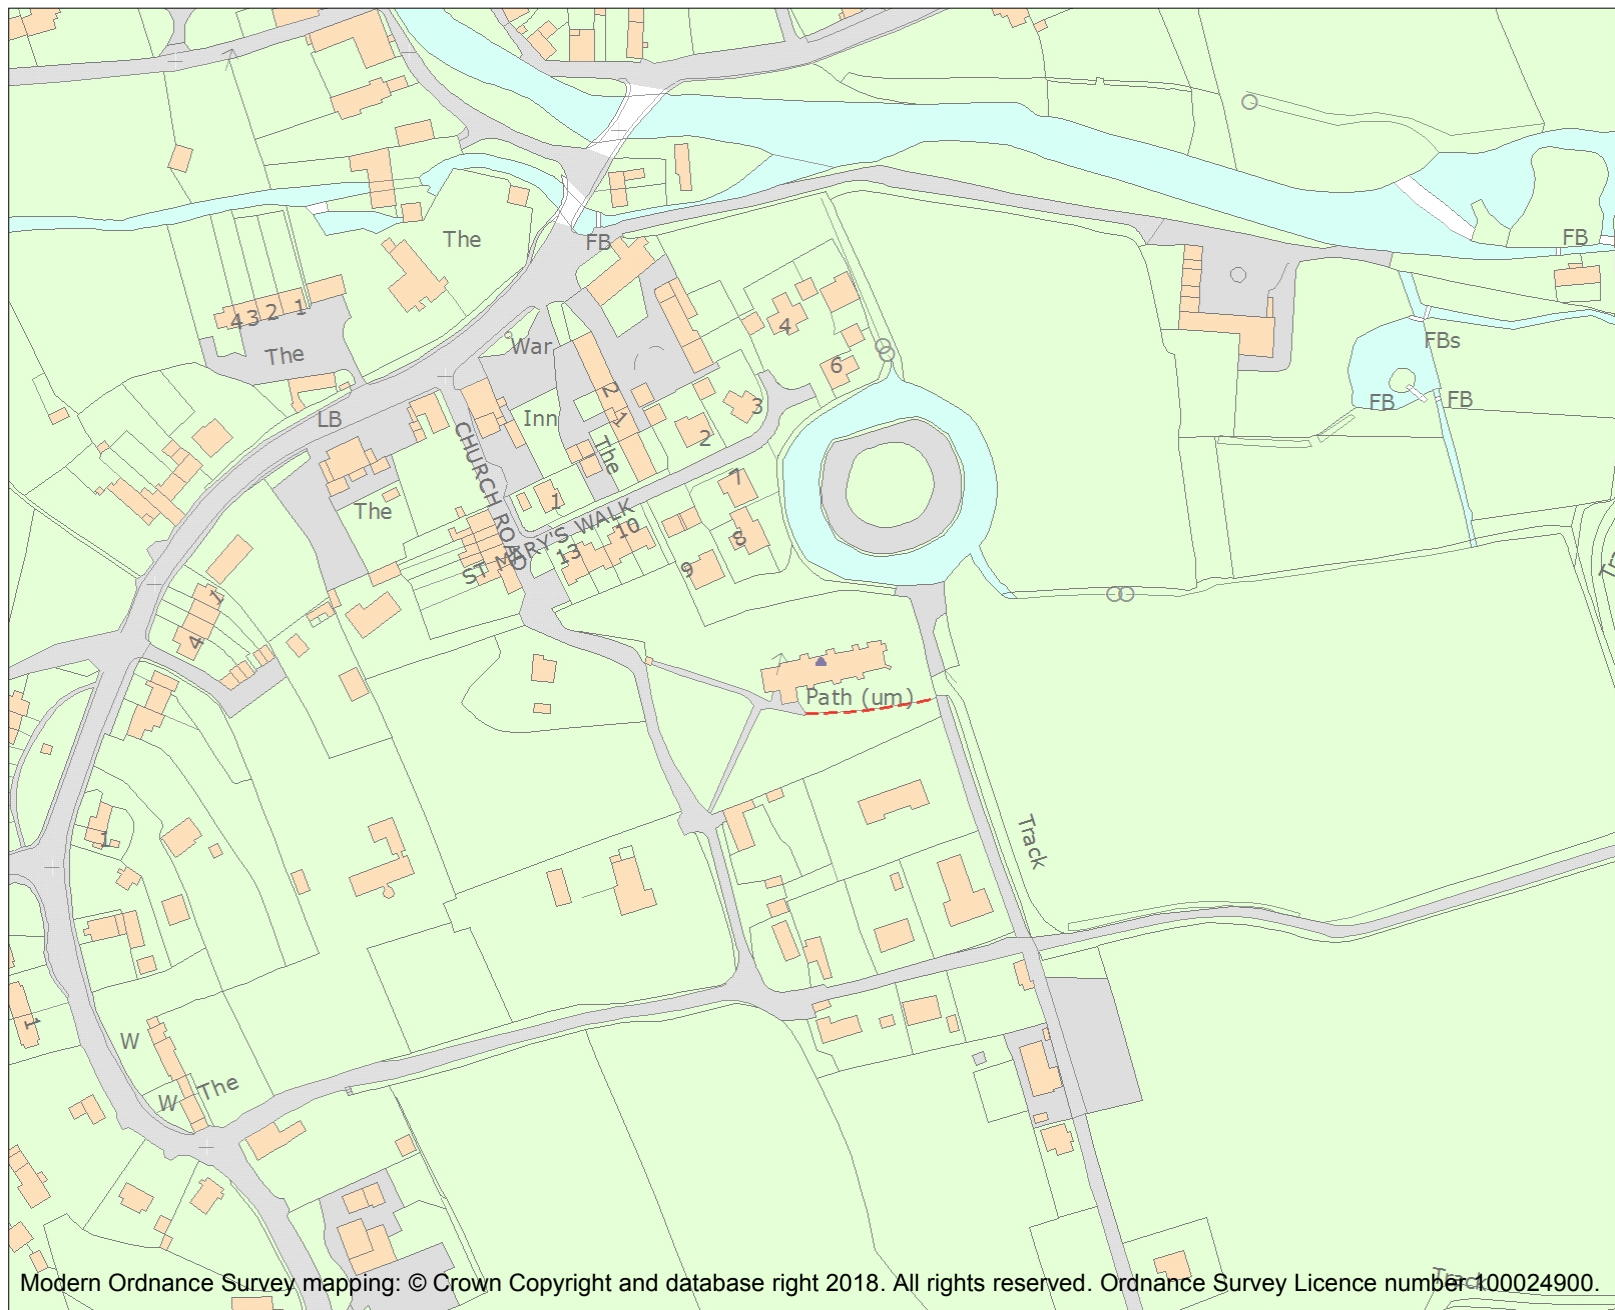 The
FB
FB
4 3 2 1
The
War
4
6
FBs
FB
FB
LB
Inn
2
1
3
2
The
CHURCH ROAD
The
1
7
ST MARY'S WALK
10
13
8
9
1
4
Path (um)
Track
1
1
W
W
The
Track
Modern Ordnance Survey mapping: © Crown Copyright and database right 2018. All rights reserved. Ordnance Survey Licence number 100024900.